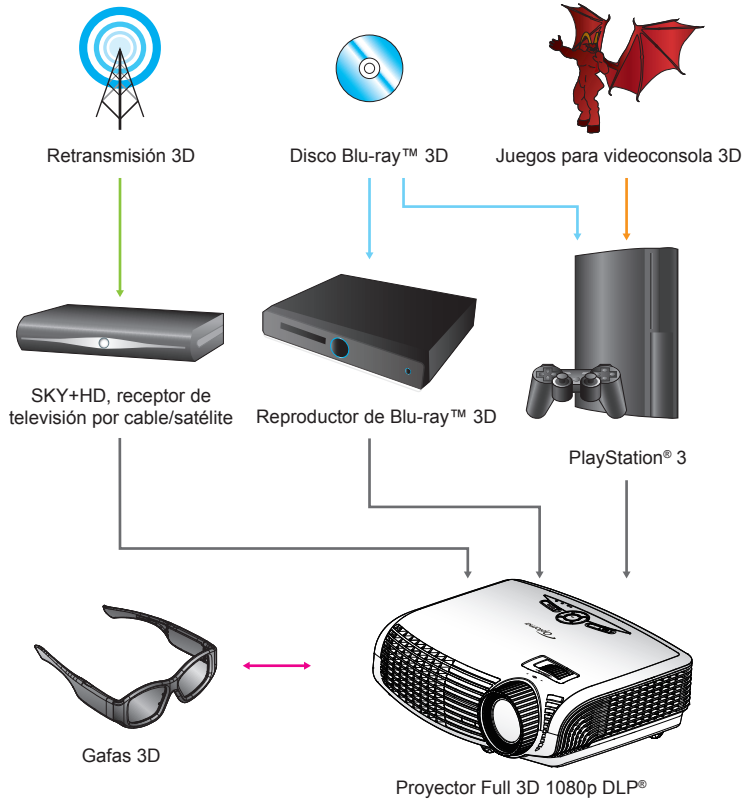 Retransmisión 3D
Disco Blu-ray™ 3D
Juegos para videoconsola 3D
SKY+HD, receptor de
televisión por cable/satélite
Reproductor de Blu-ray™ 3D
PlayStation® 3
Optoma
Gafas 3D
Proyector Full 3D 1080p DLP®